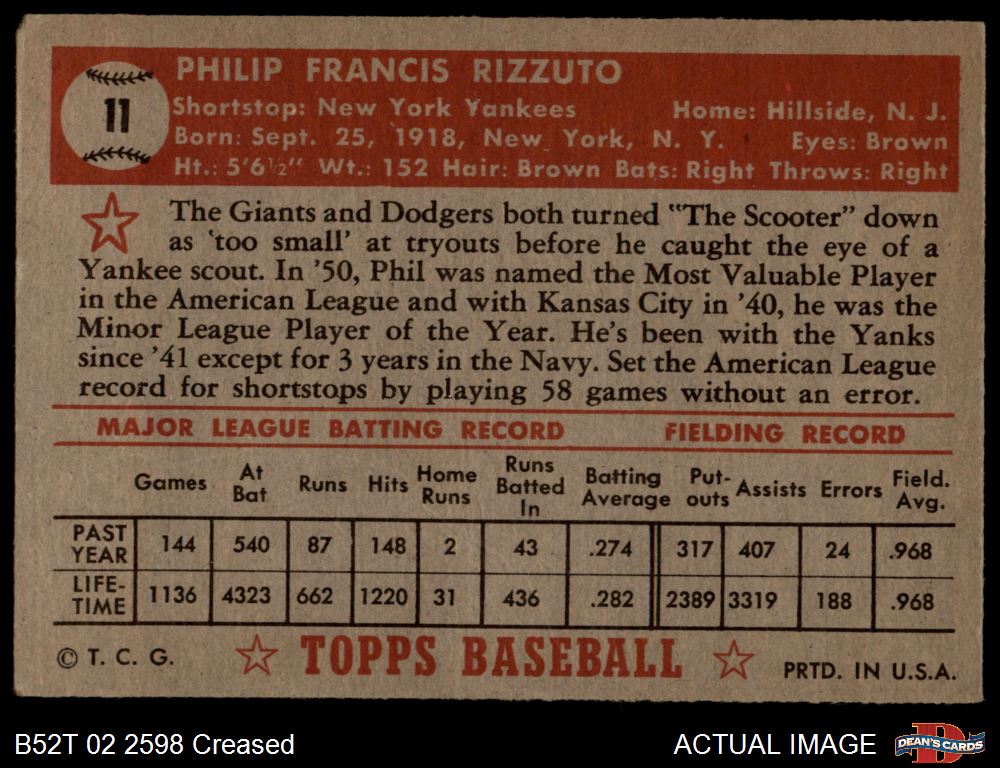 11
PHILIP FRANCIS RIZZUTO
Shortstop: New York Yankees Home: Hillside, N. J.
Born: Sept. 25, 1918, New York, N. Y. Eyes: Brown
Ht.: 5'6½" Wt.: 152 Hair: Brown Bats: Right Throws: Right
The Giants and Dodgers both turned "The Scooter" down
as 'too small' at tryouts before he caught the eye of a
Yankee scout. In '50, Phil was named the Most Valuable Player
in the American League and with Kansas City in '40, he was the
Minor League Player of the Year. He's been with the Yanks
since '41 except for 3 years in the Navy. Set the American League
record for shortstops by playing 58 games without an error.
MAJOR LEAGUE BATTING RECORD FIELDING RECORD
Games At Bat Runs Hits Home Runs Runs Batted In Batting Average Put-outs Assists Errors Field. Avg.
PAST YEAR 144 540 87 148 2 43 .274 317 407 24 .968
LIFE-TIME 1136 4323 662 1220 31 436 .282 2389 3319 188 .968
© T. C. G. TOPPS BASEBALL PRTD. IN U.S.A.
B52T 02 2598 Creased ACTUAL IMAGE DEAN'S CARDS